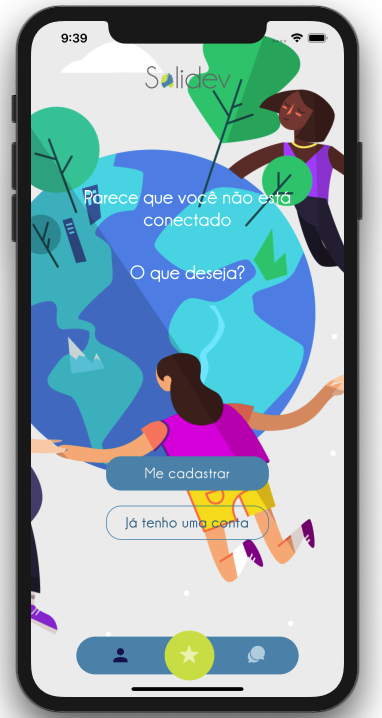 9:39
Solidev
Parece que você não está
conectado
O que deseja?
Me cadastrar
Já tenho uma conta